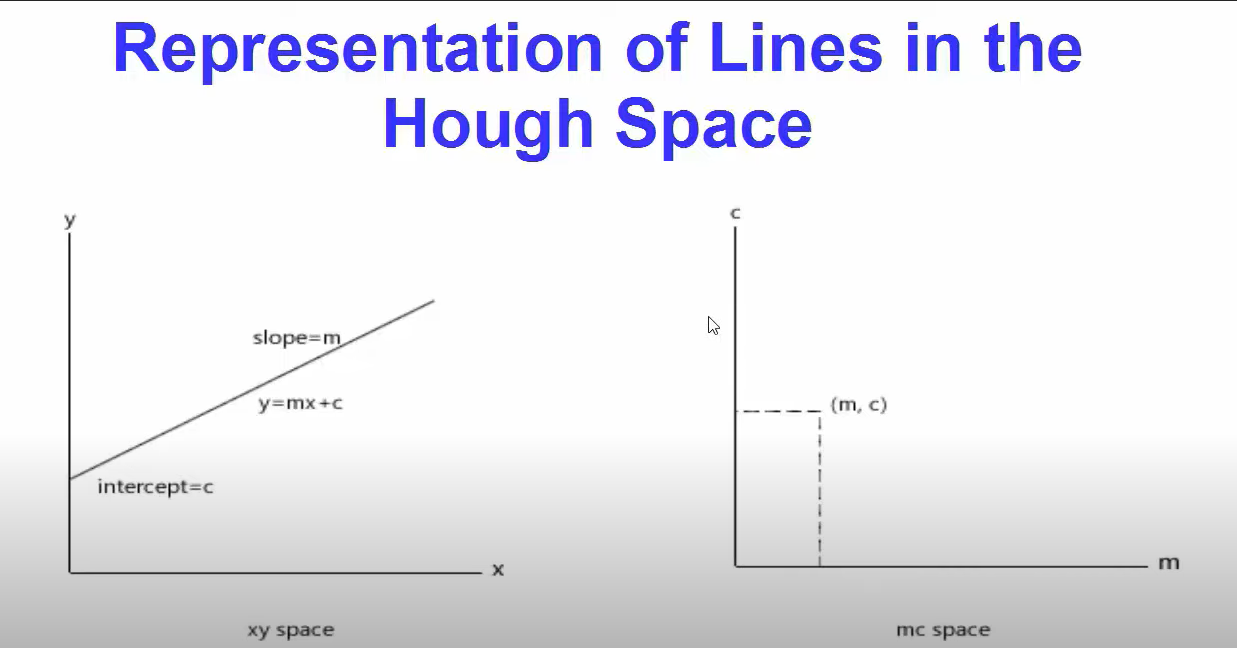 Representation of Lines in the
Hough Space
y
slope=m
y=mx+c
intercept=c
x
xy space
c
(m, c)
m
mc space